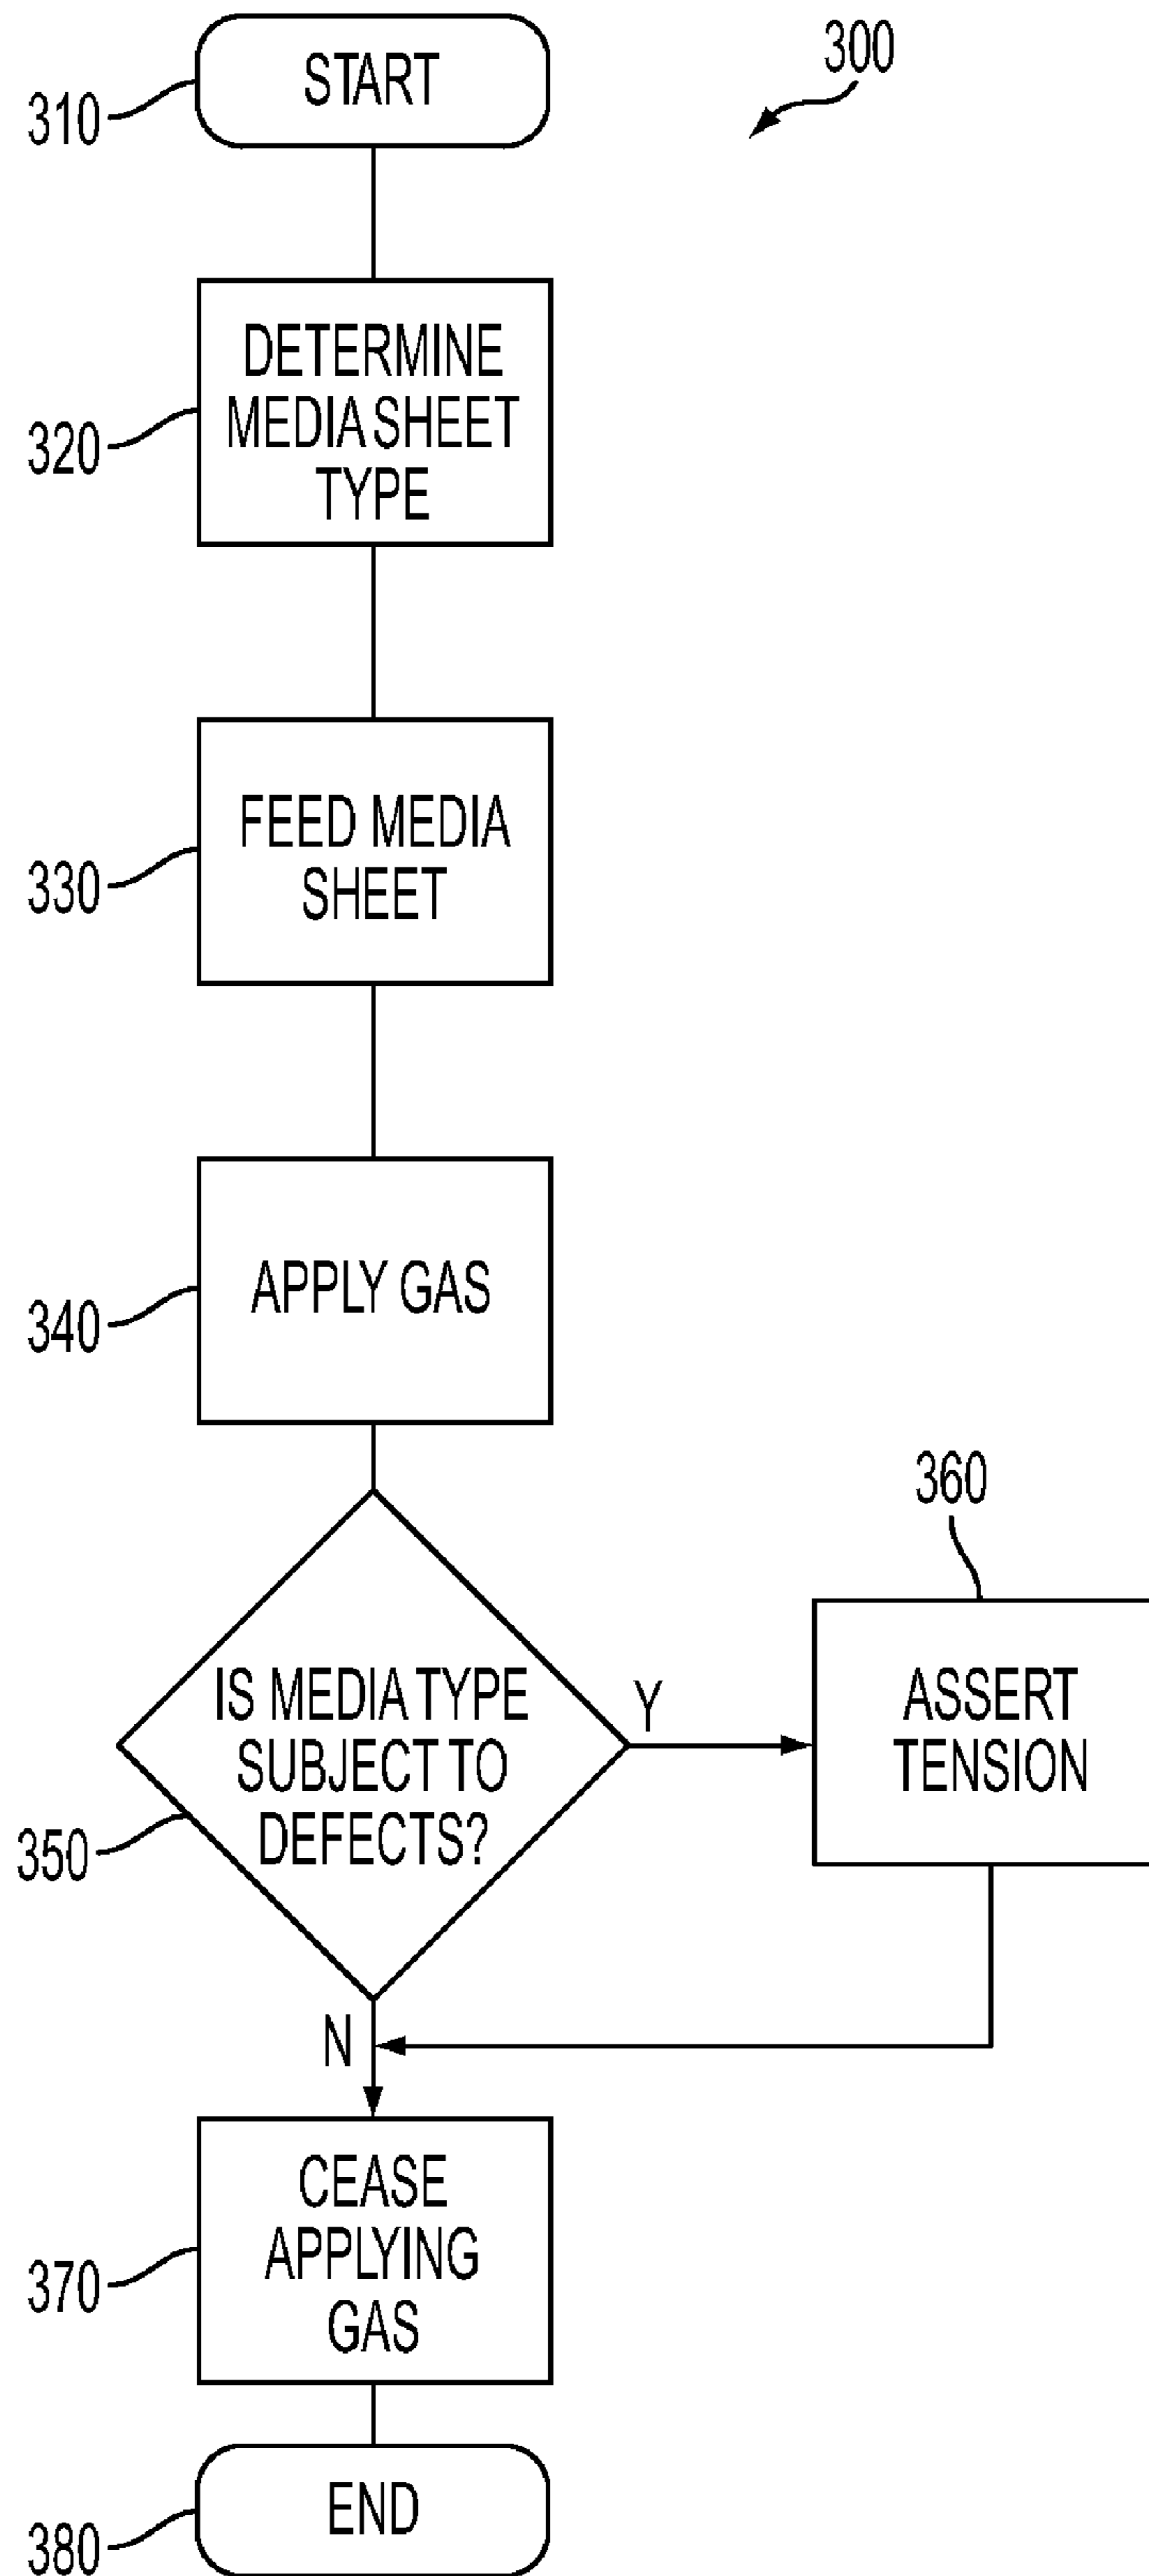 300
310
START
320
DETERMINE
MEDIA SHEET
TYPE
330
FEED MEDIA
SHEET
340
APPLY GAS
350
IS MEDIA TYPE
SUBJECT TO
DEFECTS?
Y
360
ASSERT
TENSION
N
370
CEASE
APPLYING
GAS
380
END